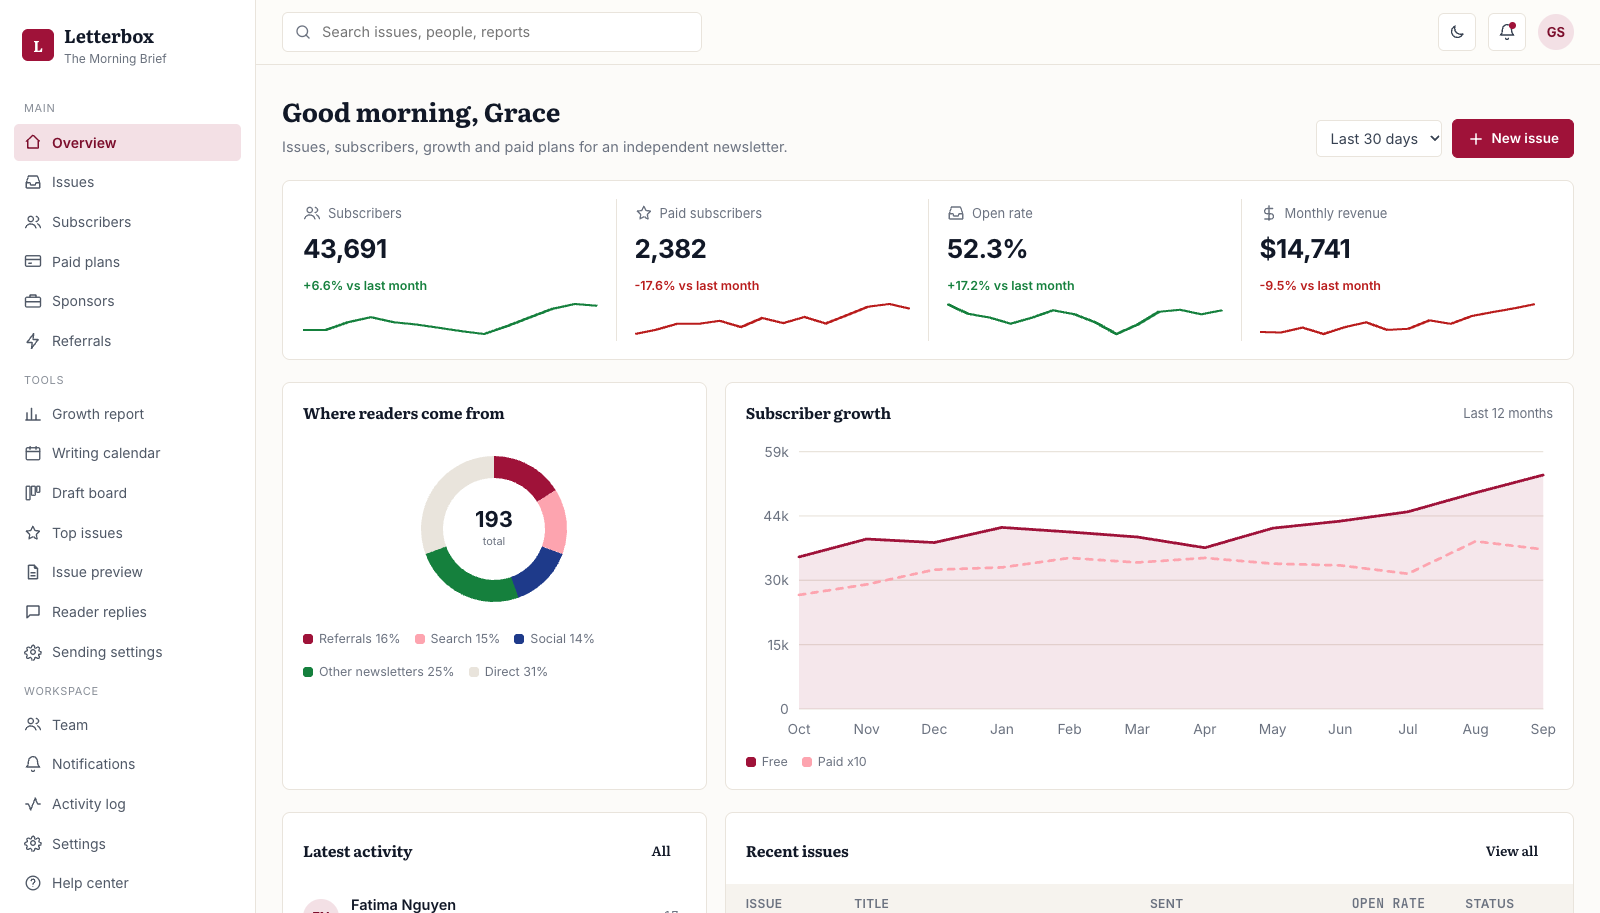 L
Letterbox
The Morning Brief
MAIN
Overview
Issues
Subscribers
Paid plans
Sponsors
Referrals
TOOLS
Growth report
Writing calendar
Draft board
Top issues
Issue preview
Reader replies
Sending settings
WORKSPACE
Team
Notifications
Activity log
Settings
Help center
Search issues, people, reports
GS
Good morning, Grace
Issues, subscribers, growth and paid plans for an independent newsletter.
Last 30 days
New issue
Subscribers
43,691
+6.6% vs last month
Paid subscribers
2,382
-17.6% vs last month
Open rate
52.3%
+17.2% vs last month
Monthly revenue
$14,741
-9.5% vs last month
Where readers come from
193
total
Referrals 16%
Search 15%
Social 14%
Other newsletters 25%
Direct 31%
Subscriber growth
Last 12 months
59k
44k
30k
15k
0
Oct Nov Dec Jan Feb Mar Apr May Jun Jul Aug Sep
Free
Paid x10
Latest activity
All
Fatima Nguyen
Recent issues
View all
ISSUE TITLE SENT OPEN RATE STATUS